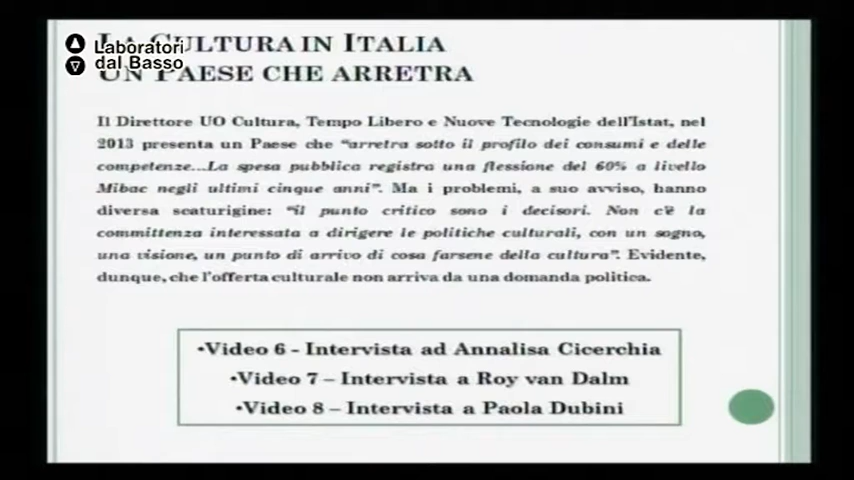 LA CULTURA IN ITALIA
UN PAESE CHE ARRETRA
Laboratori
dal Basso
Il Direttore UO Cultura, Tempo Libero e Nuove Tecnologie dell'Istat, nel
2013 presenta un Paese che "arretra sotto il profilo dei consumi e delle
competenze...La spesa pubblica registra una flessione del 60% a livello
Mibac negli ultimi cinque anni". Ma i problemi, a suo avviso, hanno
diversa scaturigine: "il punto critico sono i decisori. Non c'è la
committenza interessata a dirigere le politiche culturali, con un sogno,
una visione, un punto di arrivo di cosa farsene della cultura". Evidente,
dunque, che l'offerta culturale non arriva da una domanda politica.
•Video 6 - Intervista ad Annalisa Cicerchia
•Video 7 – Intervista a Roy van Dalm
•Video 8 – Intervista a Paola Dubini